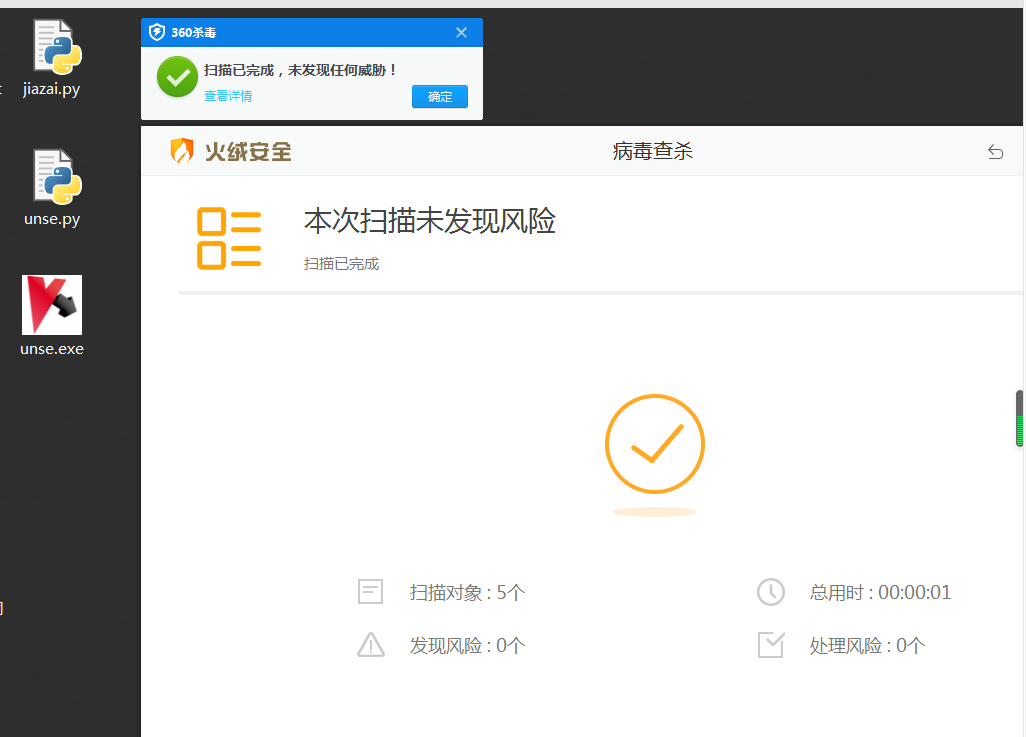 jiazai.py
unse.py
unse.exe
360杀毒
扫描已完成，未发现任何威胁！
查看详情
确定
火绒安全
病毒查杀
本次扫描未发现风险
扫描已完成
扫描对象 : 5个
总用时 : 00:00:01
发现风险 : 0个
处理风险 : 0个